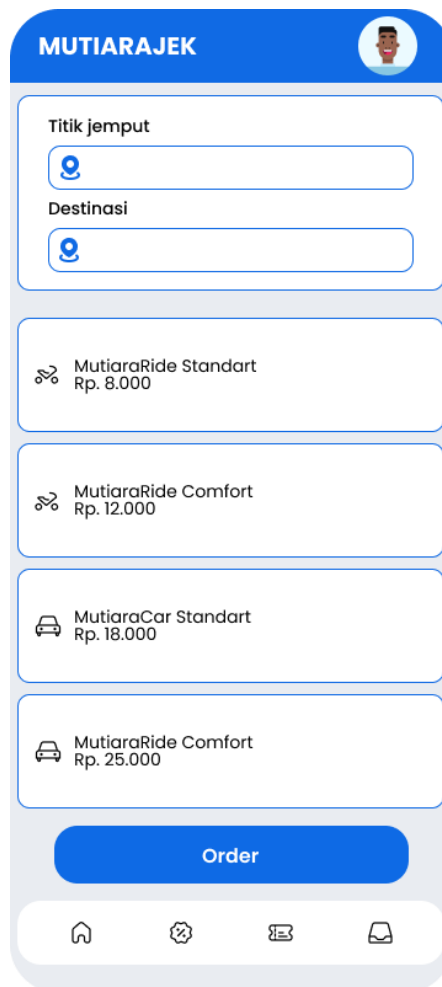 MUTIARAJEK
Titik jemput
Destinasi
MutiaraRide Standart
Rp. 8.000
MutiaraRide Comfort
Rp. 12.000
MutiaraCar Standart
Rp. 18.000
MutiaraRide Comfort
Rp. 25.000
Order